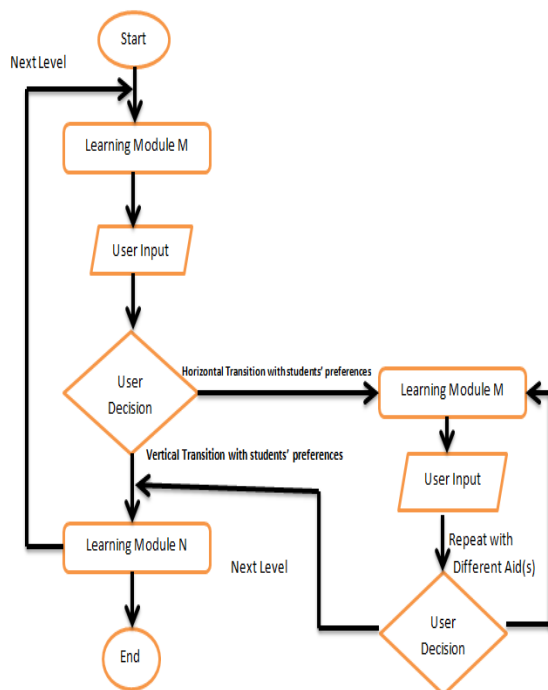 Start
Next Level
Learning Module M
User Input
User
Decision
Horizontal Transition with students' preferences
Learning Module M
Vertical Transition with students' preferences
User Input
Repeat with
Different Aid(s)
Learning Module N
Next Level
User
Decision
End